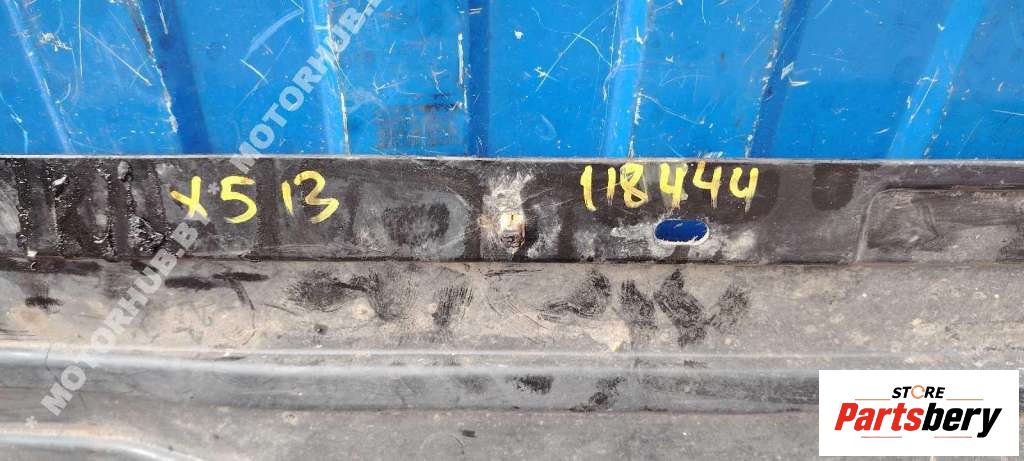 X5 13 118444
MOTORHUB.B
MOTORHUB.B
STORE
Partsbery